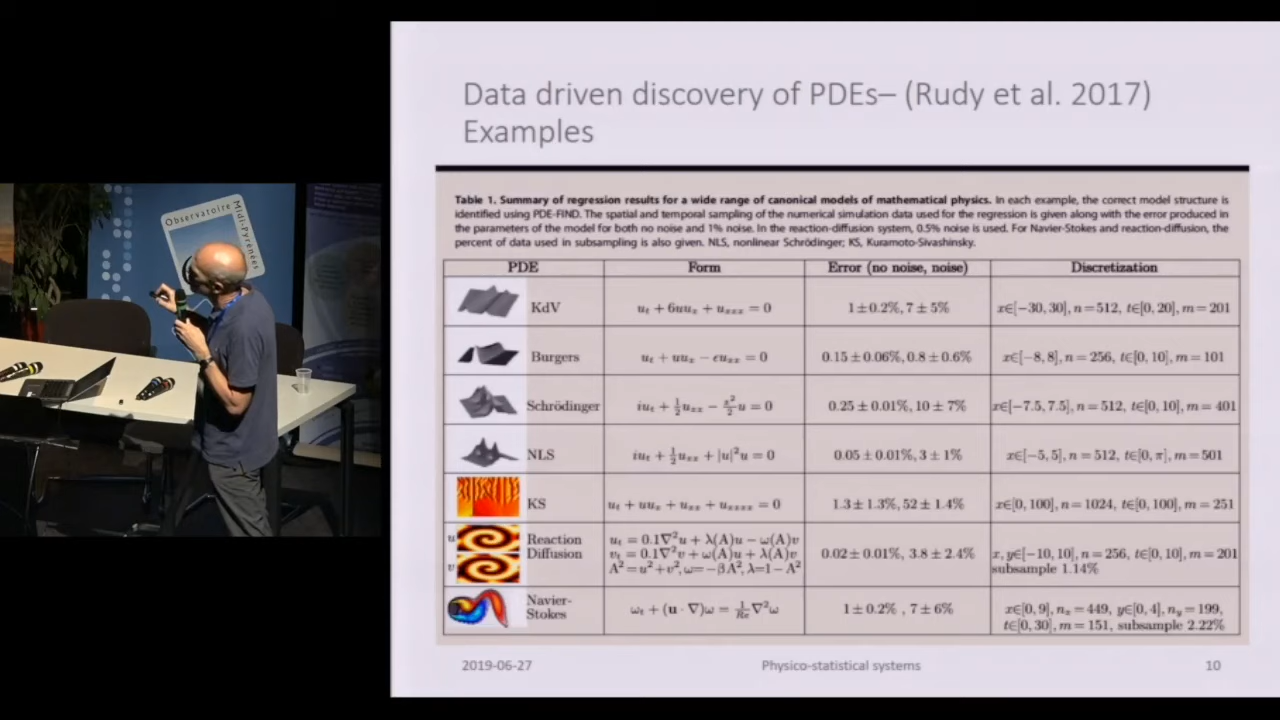 Observatoire
Midi-Pyrénées
Data driven discovery of PDEs– (Rudy et al. 2017)
Examples
Table 1. Summary of regression results for a wide range of canonical models of mathematical physics. In each example, the correct model structure is
identified using PDE-FIND. The spatial and temporal sampling of the numerical simulation data used for the regression is given along with the error produced in
the parameters of the model for both no noise and 1% noise. In the reaction-diffusion system, 0.5% noise is used. For Navier-Stokes and reaction-diffusion, the
percent of data used in subsampling is also given. NLS, nonlinear Schrödinger; KS, Kuramoto-Sivashinsky.
PDE Form Error (no noise, noise) Discretization
KdV u_t + 6uu_x + u_xxx = 0 1±0.2%, 7±5% x∈[−30, 30], n=512, t∈[0, 20], m=201
Burgers u_t + uu_x − ϵu_xx = 0 0.15±0.06%, 0.8±0.6% x∈[−8, 8], n=256, t∈[0, 10], m=101
Schrödinger iu_t + ½u_xx − x²/2 u = 0 0.25±0.01%, 10±7% x∈[−7.5, 7.5], n=512, t∈[0, 10], m=401
NLS iu_t + ½u_xx + |u|²u = 0 0.05±0.01%, 3±1% x∈[−5, 5], n=512, t∈[0, π], m=501
KS u_t + uu_x + u_xx + u_xxxx = 0 1.3±1.3%, 52±1.4% x∈[0, 100], n=1024, t∈[0, 100], m=251
u Reaction u_t = 0.1∇²u + λ(A)u − ω(A)v
Diffusion v_t = 0.1∇²v + ω(A)u + λ(A)v 0.02±0.01%, 3.8±2.4% x, y∈[−10, 10], n=256, t∈[0, 10], m=201
v A²=u²+v², ω=−βA², λ=1−A² subsample 1.14%
Navier- ω_t + (u · ∇)ω = 1/Re ∇²ω 1±0.2% , 7±6% x∈[0, 9], n_x=449, y∈[0, 4], n_y=199,
Stokes t∈[0, 30], m=151, subsample 2.22%
2019-06-27 Physico-statistical systems 10